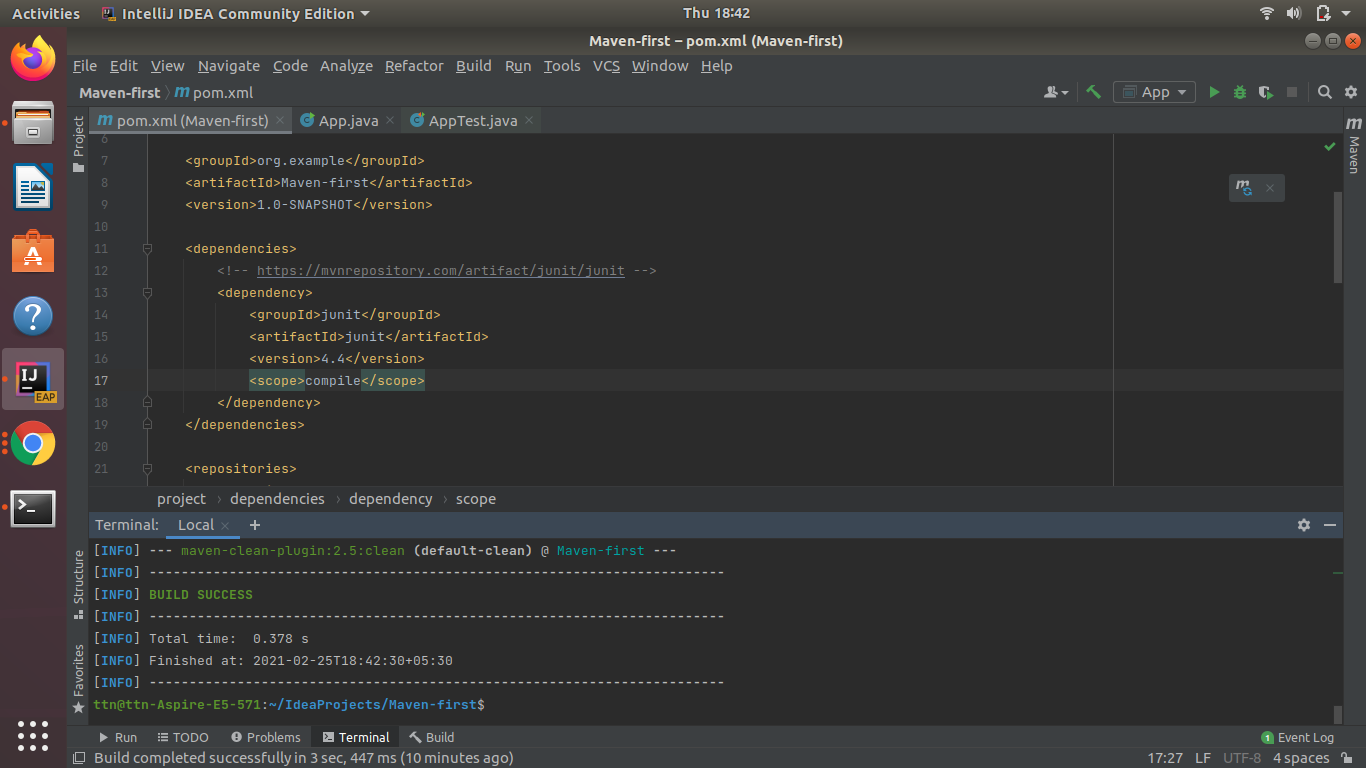 Activities
IntelliJ IDEA Community Edition
Thu 18:42
Maven-first – pom.xml (Maven-first)
File Edit View Navigate Code Analyze Refactor Build Run Tools VCS Window Help
Maven-first
m pom.xml
App
m pom.xml (Maven-first)
App.java
AppTest.java
Project
m Maven
6
7 <groupId>org.example</groupId>
8 <artifactId>Maven-first</artifactId>
9 <version>1.0-SNAPSHOT</version>
10
11 <dependencies>
12 <!-- https://mvnrepository.com/artifact/junit/junit -->
13 <dependency>
14 <groupId>junit</groupId>
15 <artifactId>junit</artifactId>
16 <version>4.4</version>
17 <scope>compile</scope>
18 </dependency>
19 </dependencies>
20
21 <repositories>
IJ
EAP
project › dependencies › dependency › scope
Terminal: Local × +
[INFO] --- maven-clean-plugin:2.5:clean (default-clean) @ Maven-first ---
[INFO] ------------------------------------------------------------------------
[INFO] BUILD SUCCESS
[INFO] ------------------------------------------------------------------------
[INFO] Total time:  0.378 s
[INFO] Finished at: 2021-02-25T18:42:30+05:30
[INFO] ------------------------------------------------------------------------
ttn@ttn-Aspire-E5-571:~/IdeaProjects/Maven-first$
Structure
Favorites
Run TODO Problems Terminal Build
1 Event Log
Build completed successfully in 3 sec, 447 ms (10 minutes ago)
17:27 LF UTF-8 4 spaces